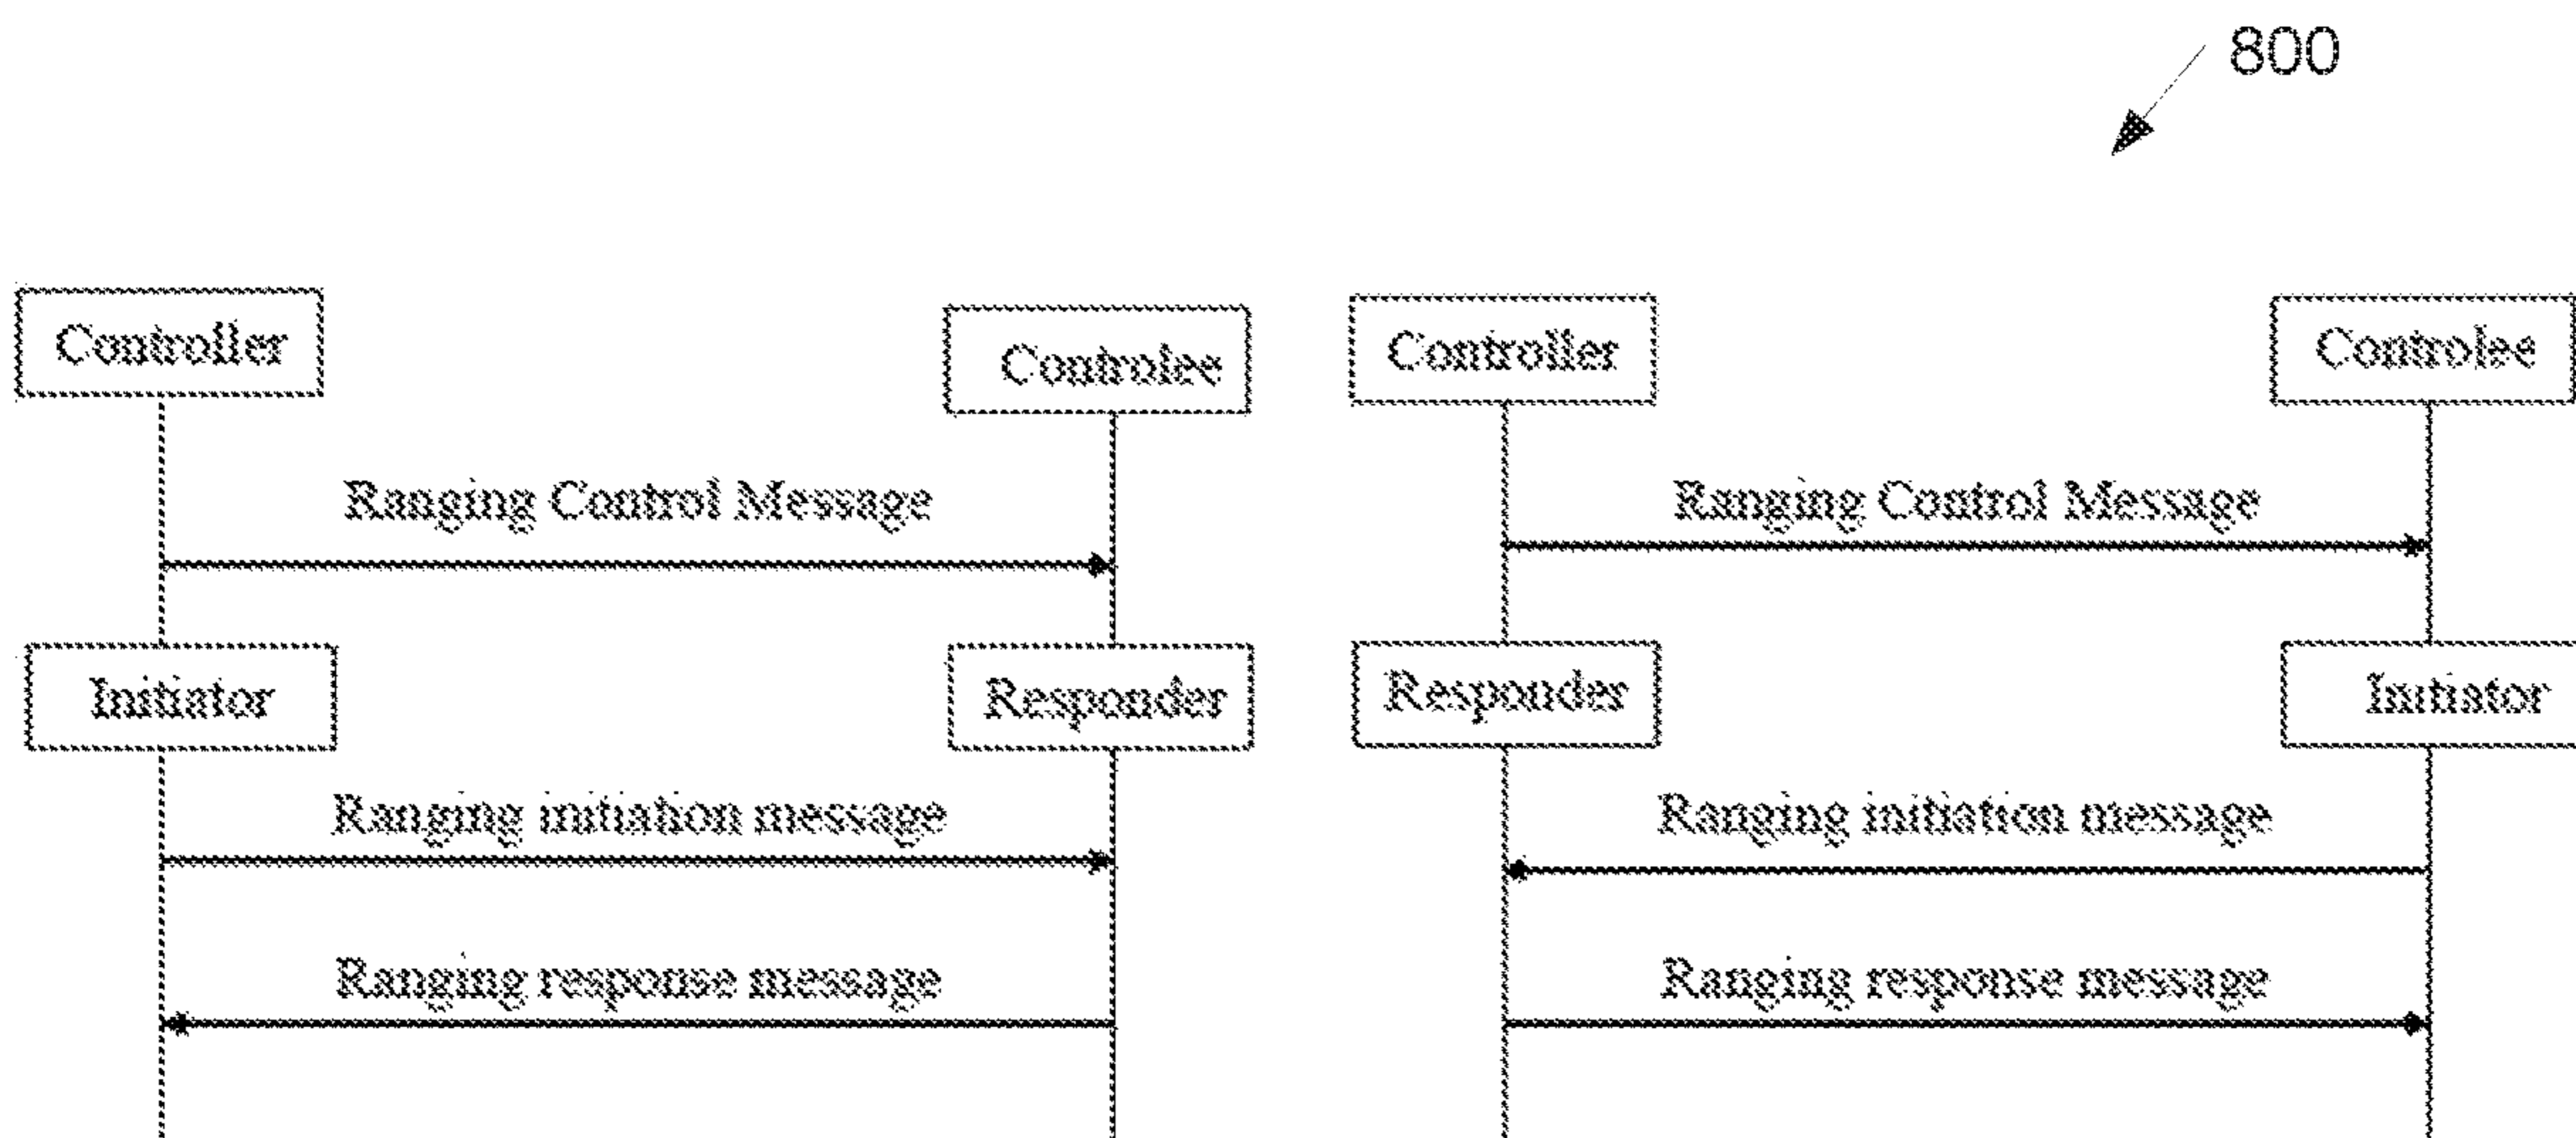 800
Controller
Controlee
Controller
Controlee
Ranging Control Message
Ranging Control Message
Initiator
Responder
Responder
Initiator
Ranging initiation message
Ranging initiation message
Ranging response message
Ranging response message